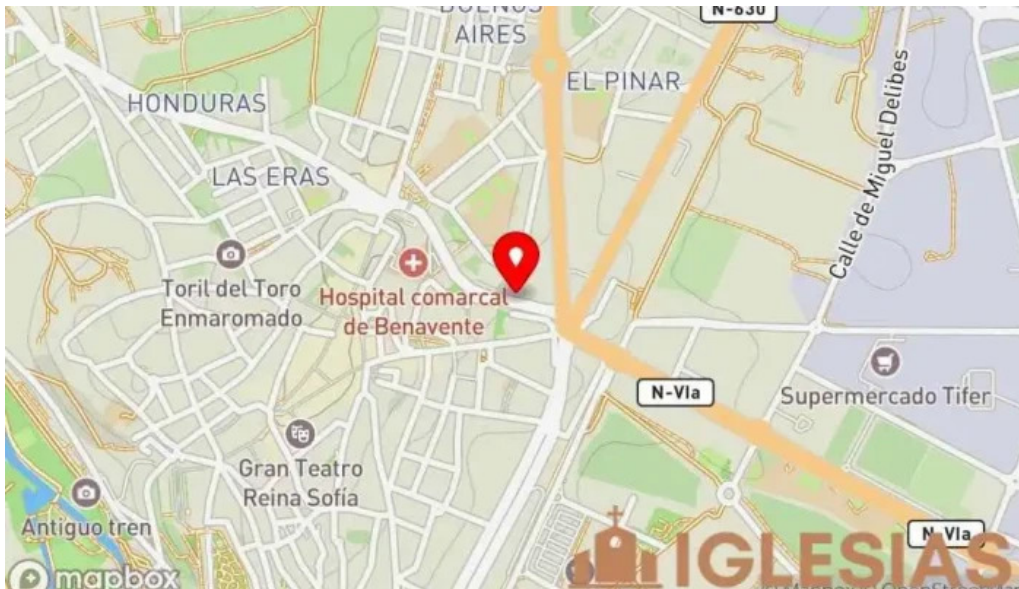 BUENOS
AIRES
N-630
EL PINAR
HONDURAS
Calle de Miguel Delibes
LAS ERAS
Toril del Toro
Enmaromado
Hospital comarcal
de Benavente
N-VIa
Supermercado Tifer
Gran Teatro
Reina Sofía
Antiguo tren
N-VIa
IGLESIAS
mapbox